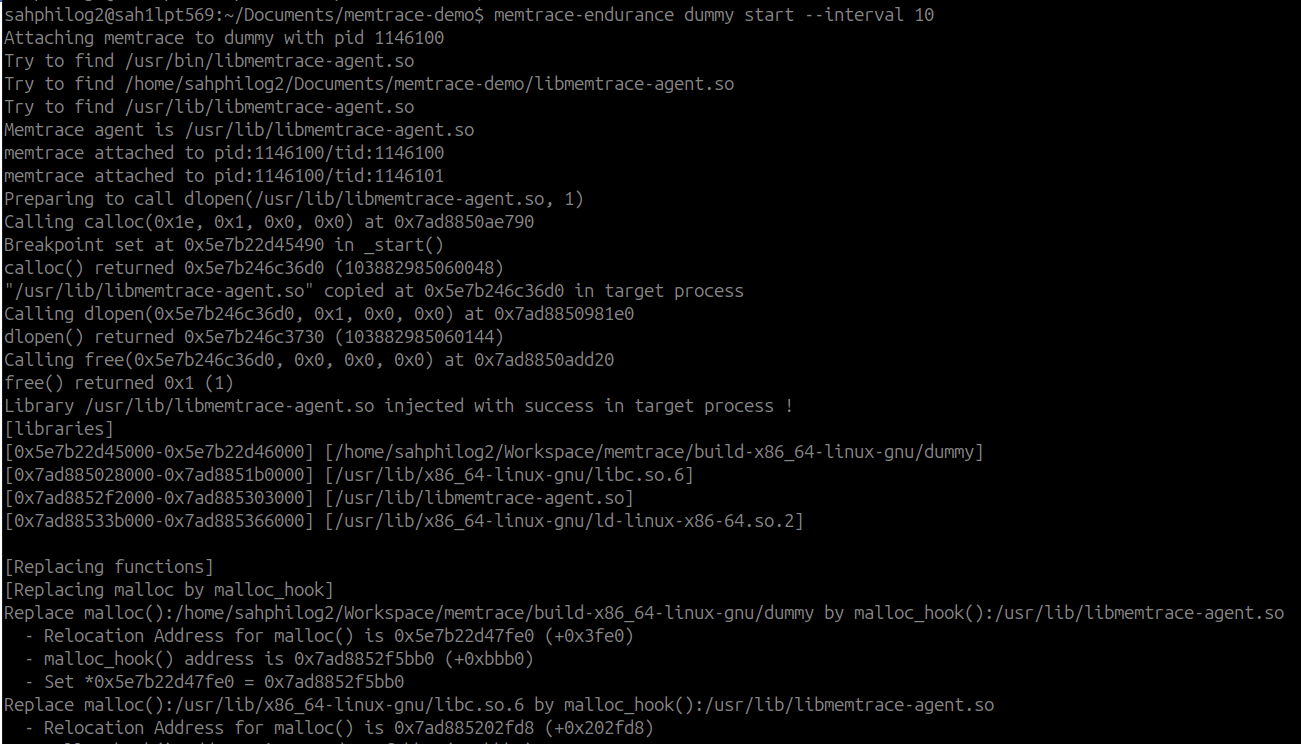 sahphilog2@sah1lpt569:~/Documents/memtrace-demo$ memtrace-endurance dummy start --interval 10
Attaching memtrace to dummy with pid 1146100
Try to find /usr/bin/libmemtrace-agent.so
Try to find /home/sahphilog2/Documents/memtrace-demo/libmemtrace-agent.so
Try to find /usr/lib/libmemtrace-agent.so
Memtrace agent is /usr/lib/libmemtrace-agent.so
memtrace attached to pid:1146100/tid:1146100
memtrace attached to pid:1146100/tid:1146101
Preparing to call dlopen(/usr/lib/libmemtrace-agent.so, 1)
Calling calloc(0x1e, 0x1, 0x0, 0x0) at 0x7ad8850ae790
Breakpoint set at 0x5e7b22d45490 in _start()
calloc() returned 0x5e7b246c36d0 (103882985060048)
"/usr/lib/libmemtrace-agent.so" copied at 0x5e7b246c36d0 in target process
Calling dlopen(0x5e7b246c36d0, 0x1, 0x0, 0x0) at 0x7ad8850981e0
dlopen() returned 0x5e7b246c3730 (103882985060144)
Calling free(0x5e7b246c36d0, 0x0, 0x0, 0x0) at 0x7ad8850add20
free() returned 0x1 (1)
Library /usr/lib/libmemtrace-agent.so injected with success in target process !
[libraries]
[0x5e7b22d45000-0x5e7b22d46000] [/home/sahphilog2/Workspace/memtrace/build-x86_64-linux-gnu/dummy]
[0x7ad885028000-0x7ad8851b0000] [/usr/lib/x86_64-linux-gnu/libc.so.6]
[0x7ad8852f2000-0x7ad885303000] [/usr/lib/libmemtrace-agent.so]
[0x7ad88533b000-0x7ad885366000] [/usr/lib/x86_64-linux-gnu/ld-linux-x86-64.so.2]
[Replacing functions]
[Replacing malloc by malloc_hook]
Replace malloc():/home/sahphilog2/Workspace/memtrace/build-x86_64-linux-gnu/dummy by malloc_hook():/usr/lib/libmemtrace-agent.so
- Relocation Address for malloc() is 0x5e7b22d47fe0 (+0x3fe0)
- malloc_hook() address is 0x7ad8852f5bb0 (+0xbbb0)
- Set *0x5e7b22d47fe0 = 0x7ad8852f5bb0
Replace malloc():/usr/lib/x86_64-linux-gnu/libc.so.6 by malloc_hook():/usr/lib/libmemtrace-agent.so
- Relocation Address for malloc() is 0x7ad885202fd8 (+0x202fd8)